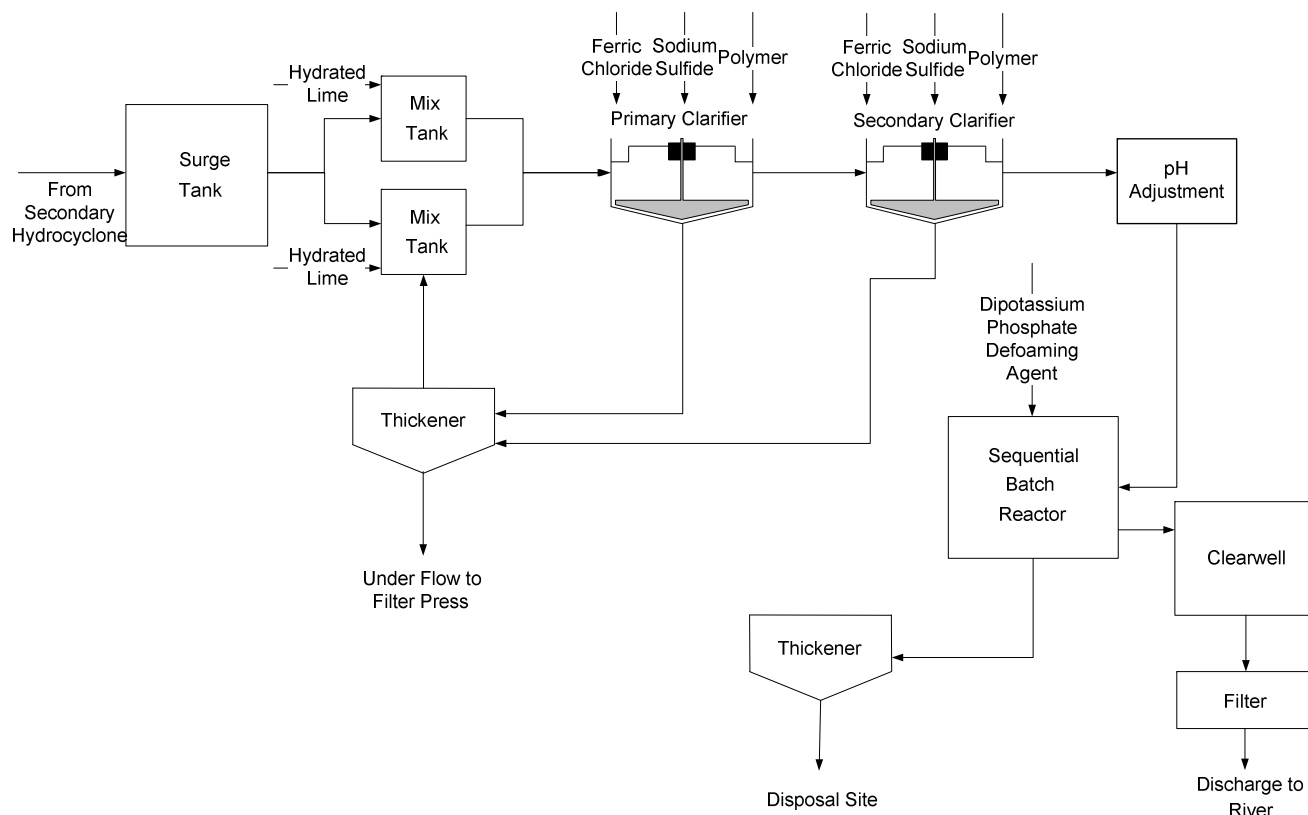 Ferric
Chloride
Sodium
Sulfide
Polymer
Ferric
Chloride
Sodium
Sulfide
Polymer
Hydrated
Lime
Mix
Tank
Primary Clarifier
Secondary Clarifier
Surge
Tank
pH
Adjustment
From
Secondary
Hydrocyclone
Mix
Tank
Hydrated
Lime
Dipotassium
Phosphate
Defoaming
Agent
Thickener
Sequential
Batch
Reactor
Clearwell
Under Flow to
Filter Press
Thickener
Filter
Disposal Site
Discharge to
River